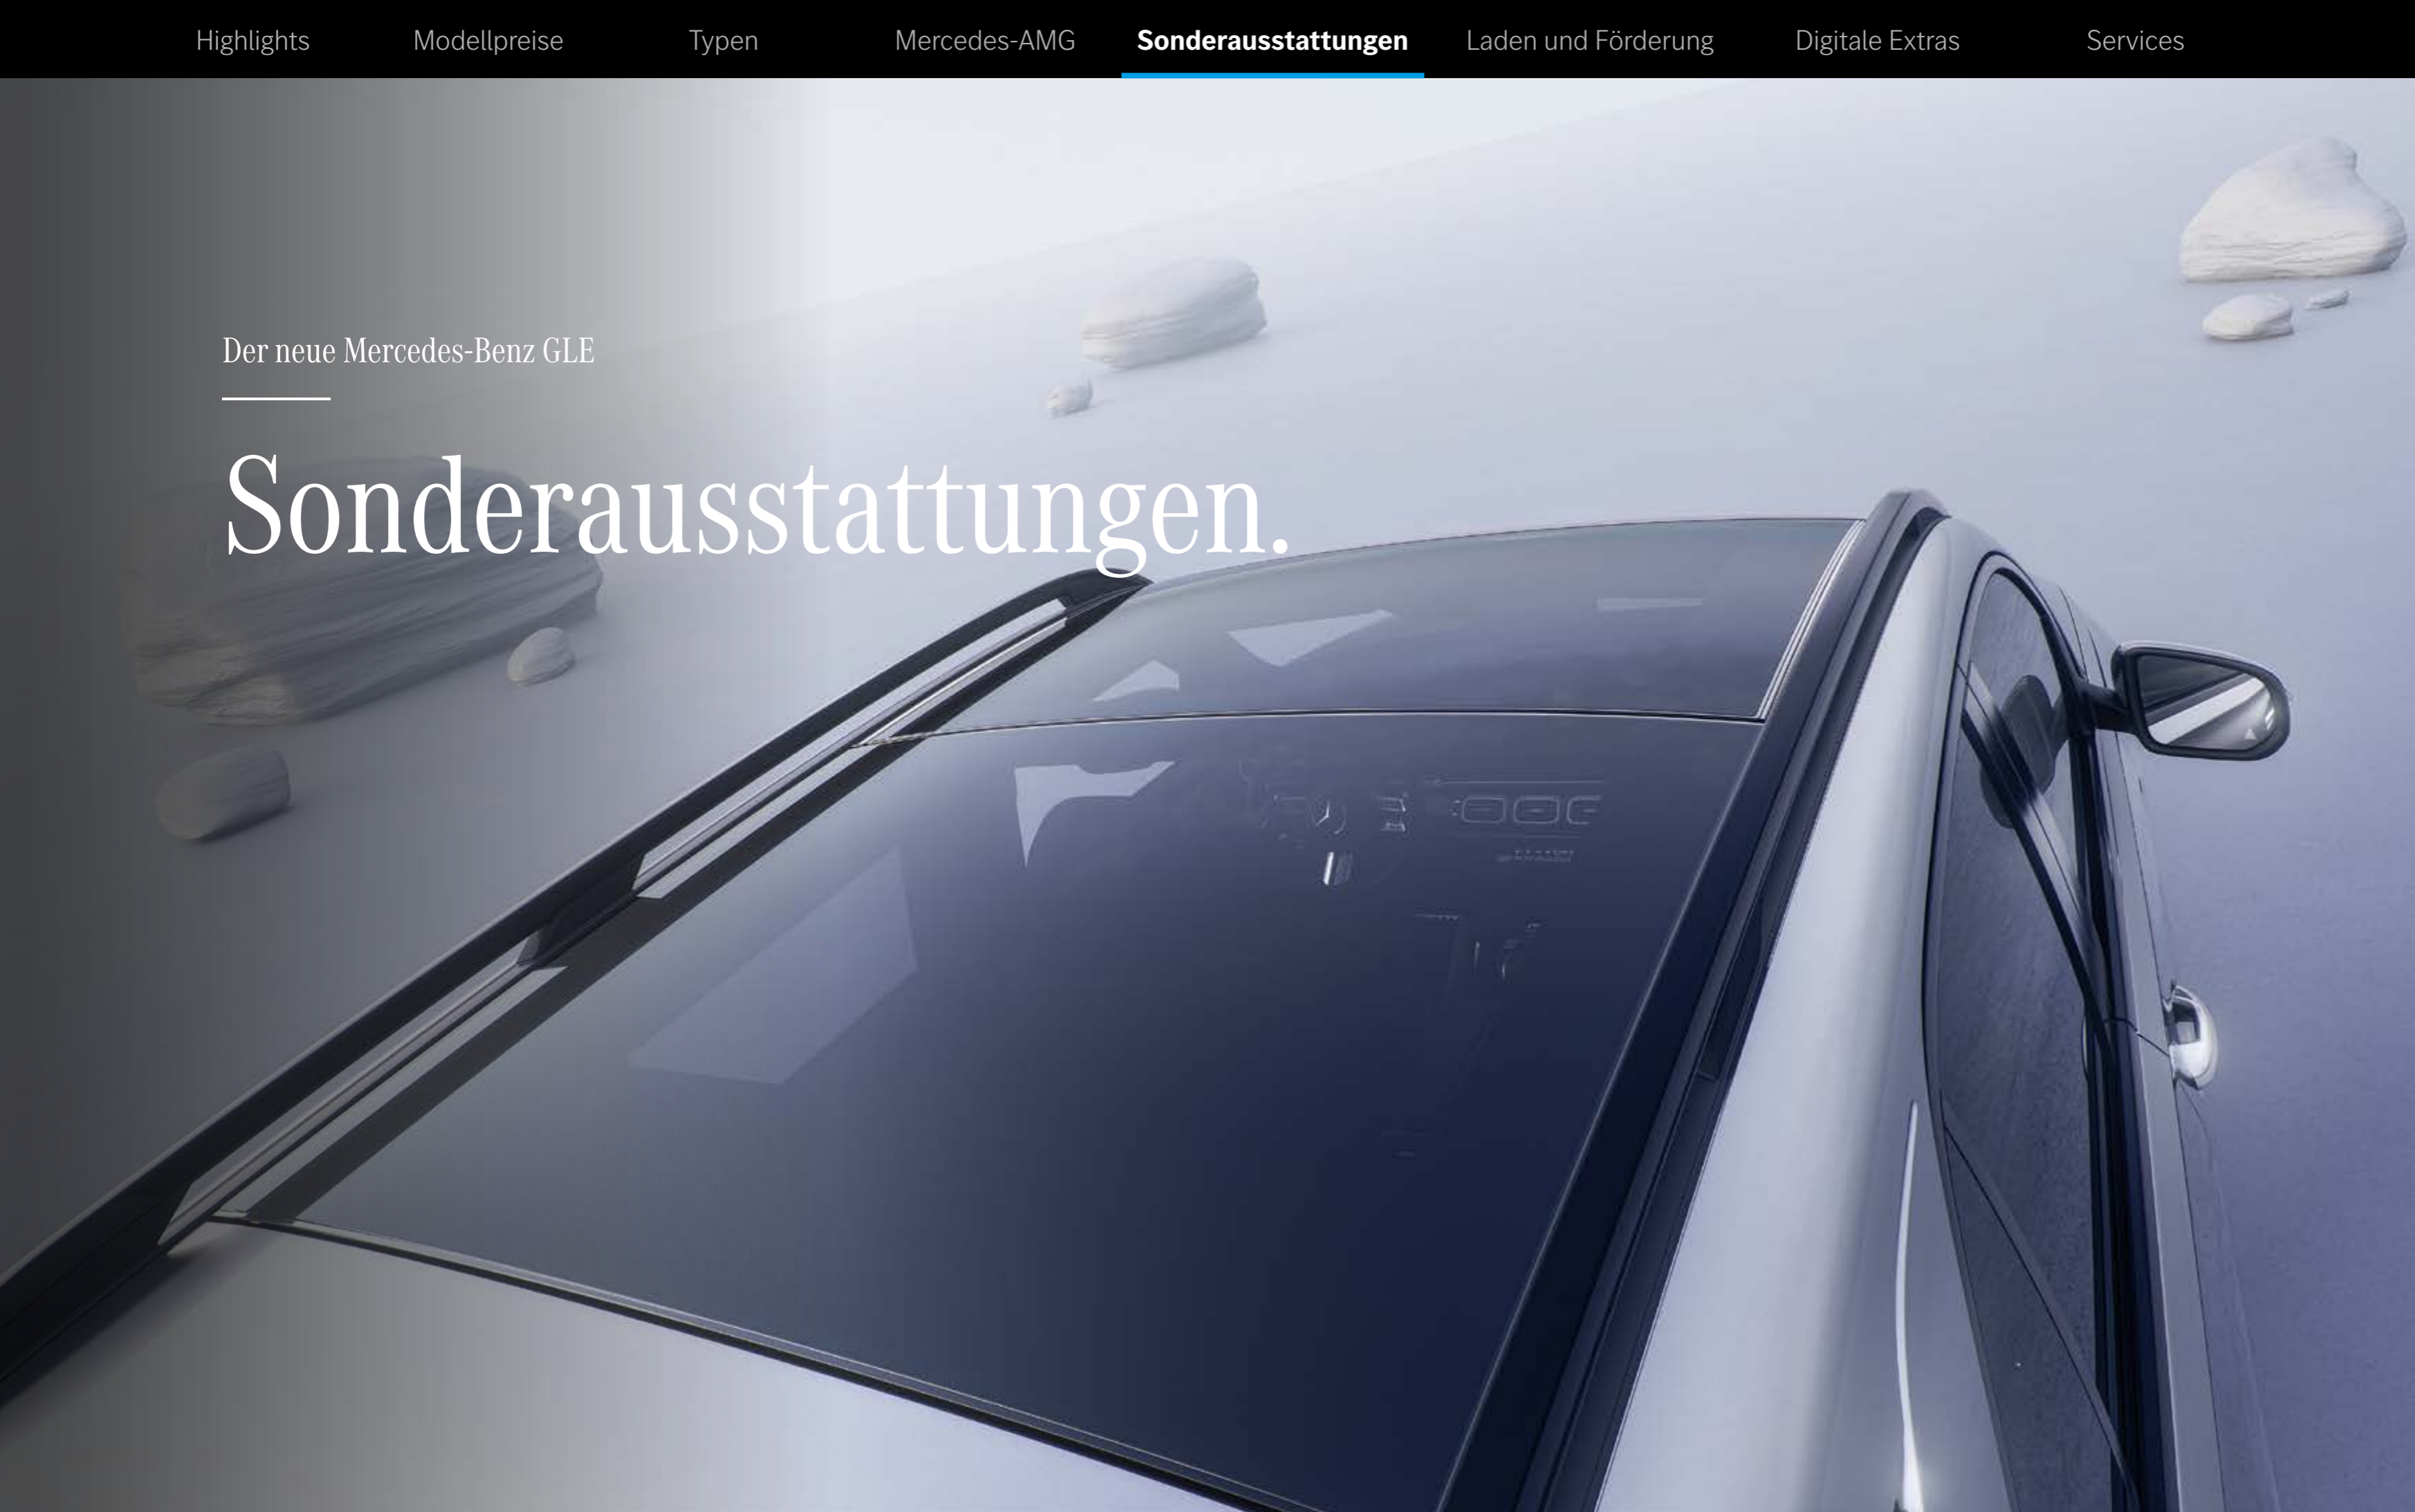 Highlights
Modellpreise
Typen
Mercedes-AMG
Sonderausstattungen
Laden und Förderung
Digitale Extras
Services
Der neue Mercedes-Benz GLE
Sonderausstattungen.